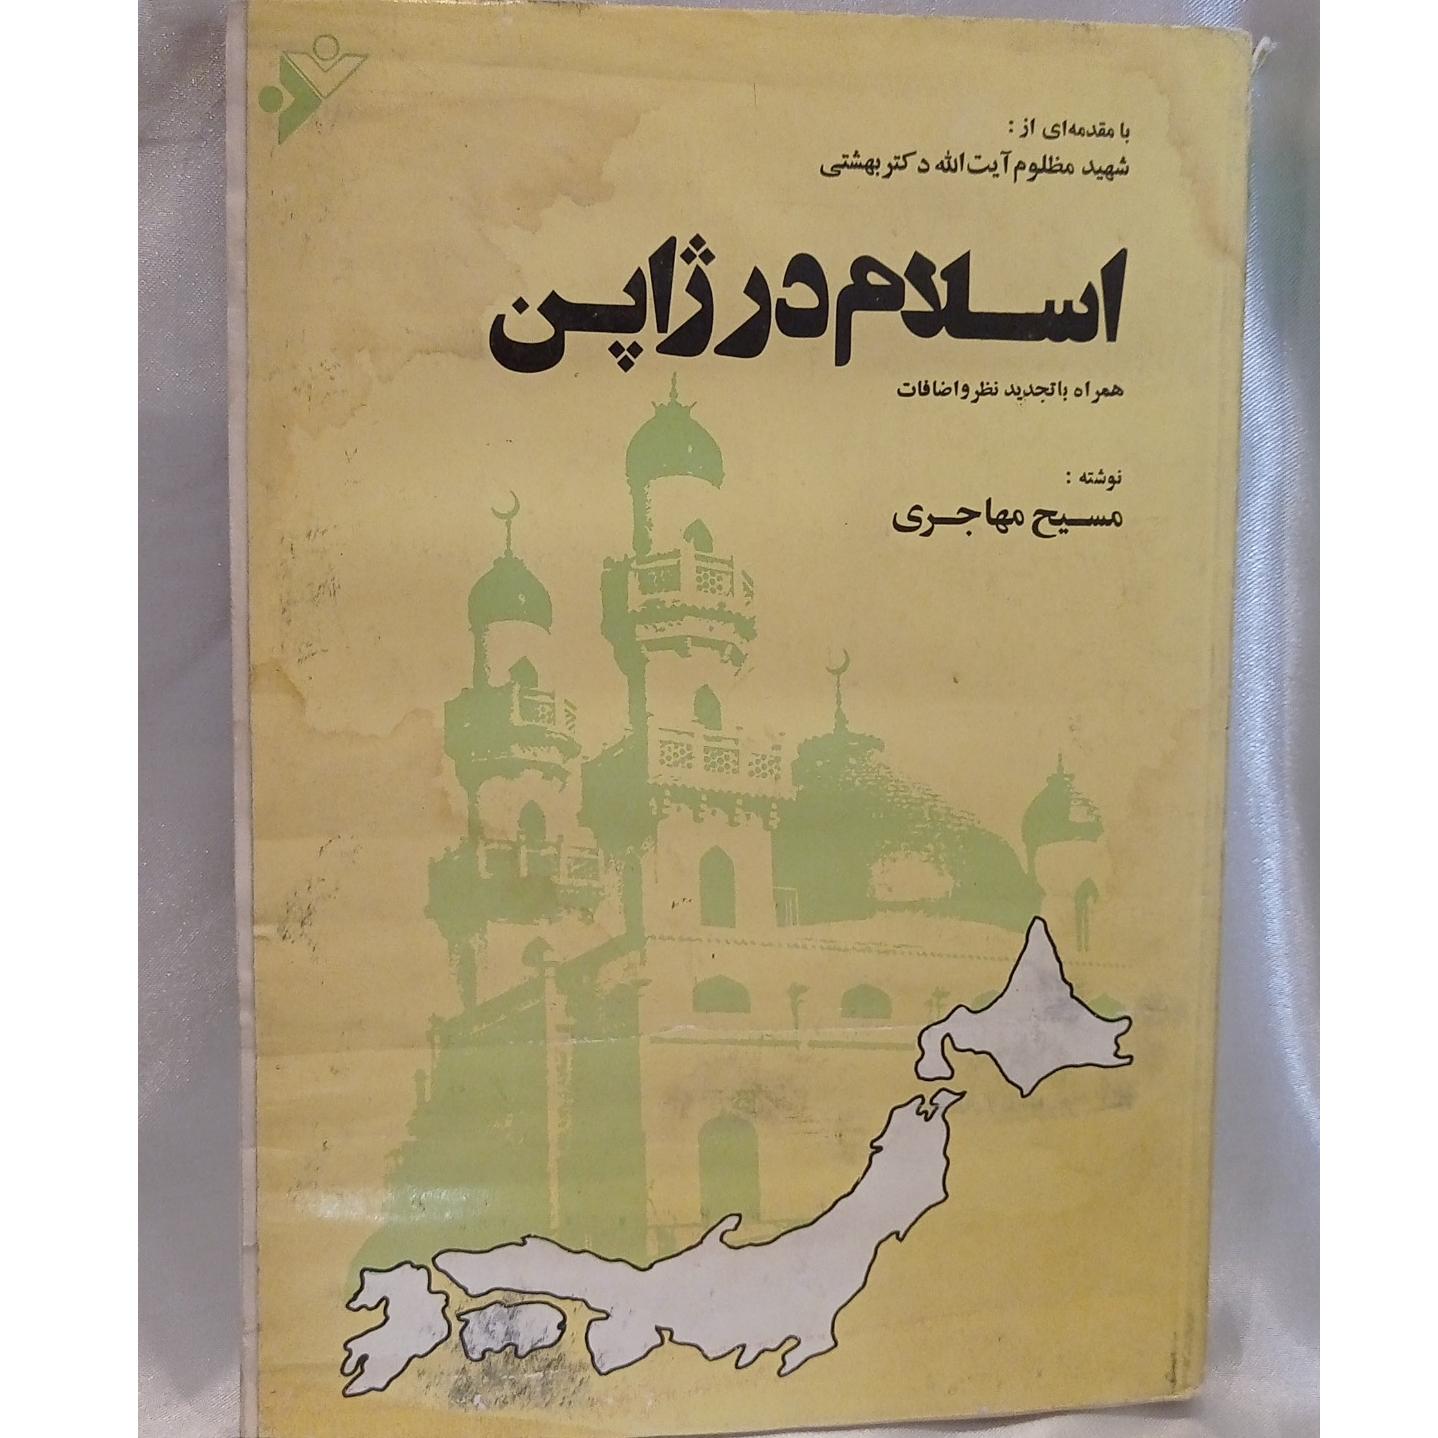 با مقدمه‌ای از :
شهید مظلوم آیت‌الله دکتر بهشتی
اسلام در ژاپن
همراه با تجدید نظر و اضافات
نوشته :
مسیح مهاجری